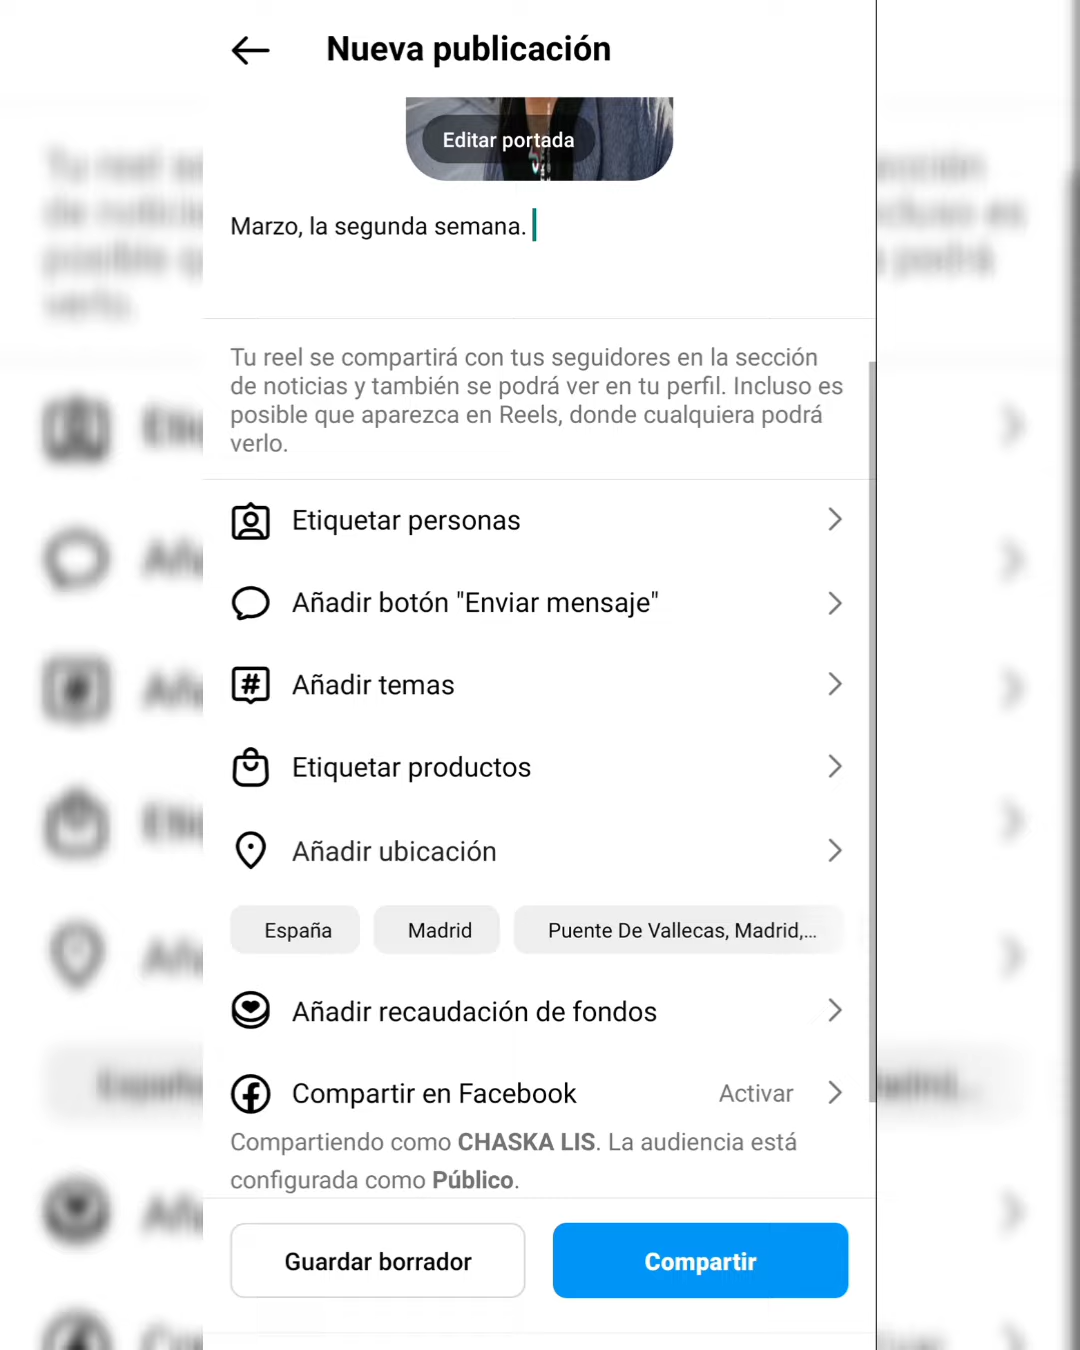 Nueva publicación
Editar portada
Marzo, la segunda semana.
Tu reel se compartirá con tus seguidores en la sección
de noticias y también se podrá ver en tu perfil. Incluso es
posible que aparezca en Reels, donde cualquiera podrá
verlo.
Etiquetar personas
Añadir botón "Enviar mensaje"
Añadir temas
Etiquetar productos
Añadir ubicación
España
Madrid
Puente De Vallecas, Madrid,...
Añadir recaudación de fondos
Compartir en Facebook
Activar
Compartiendo como CHASKA LIS. La audiencia está
configurada como Público.
Guardar borrador
Compartir